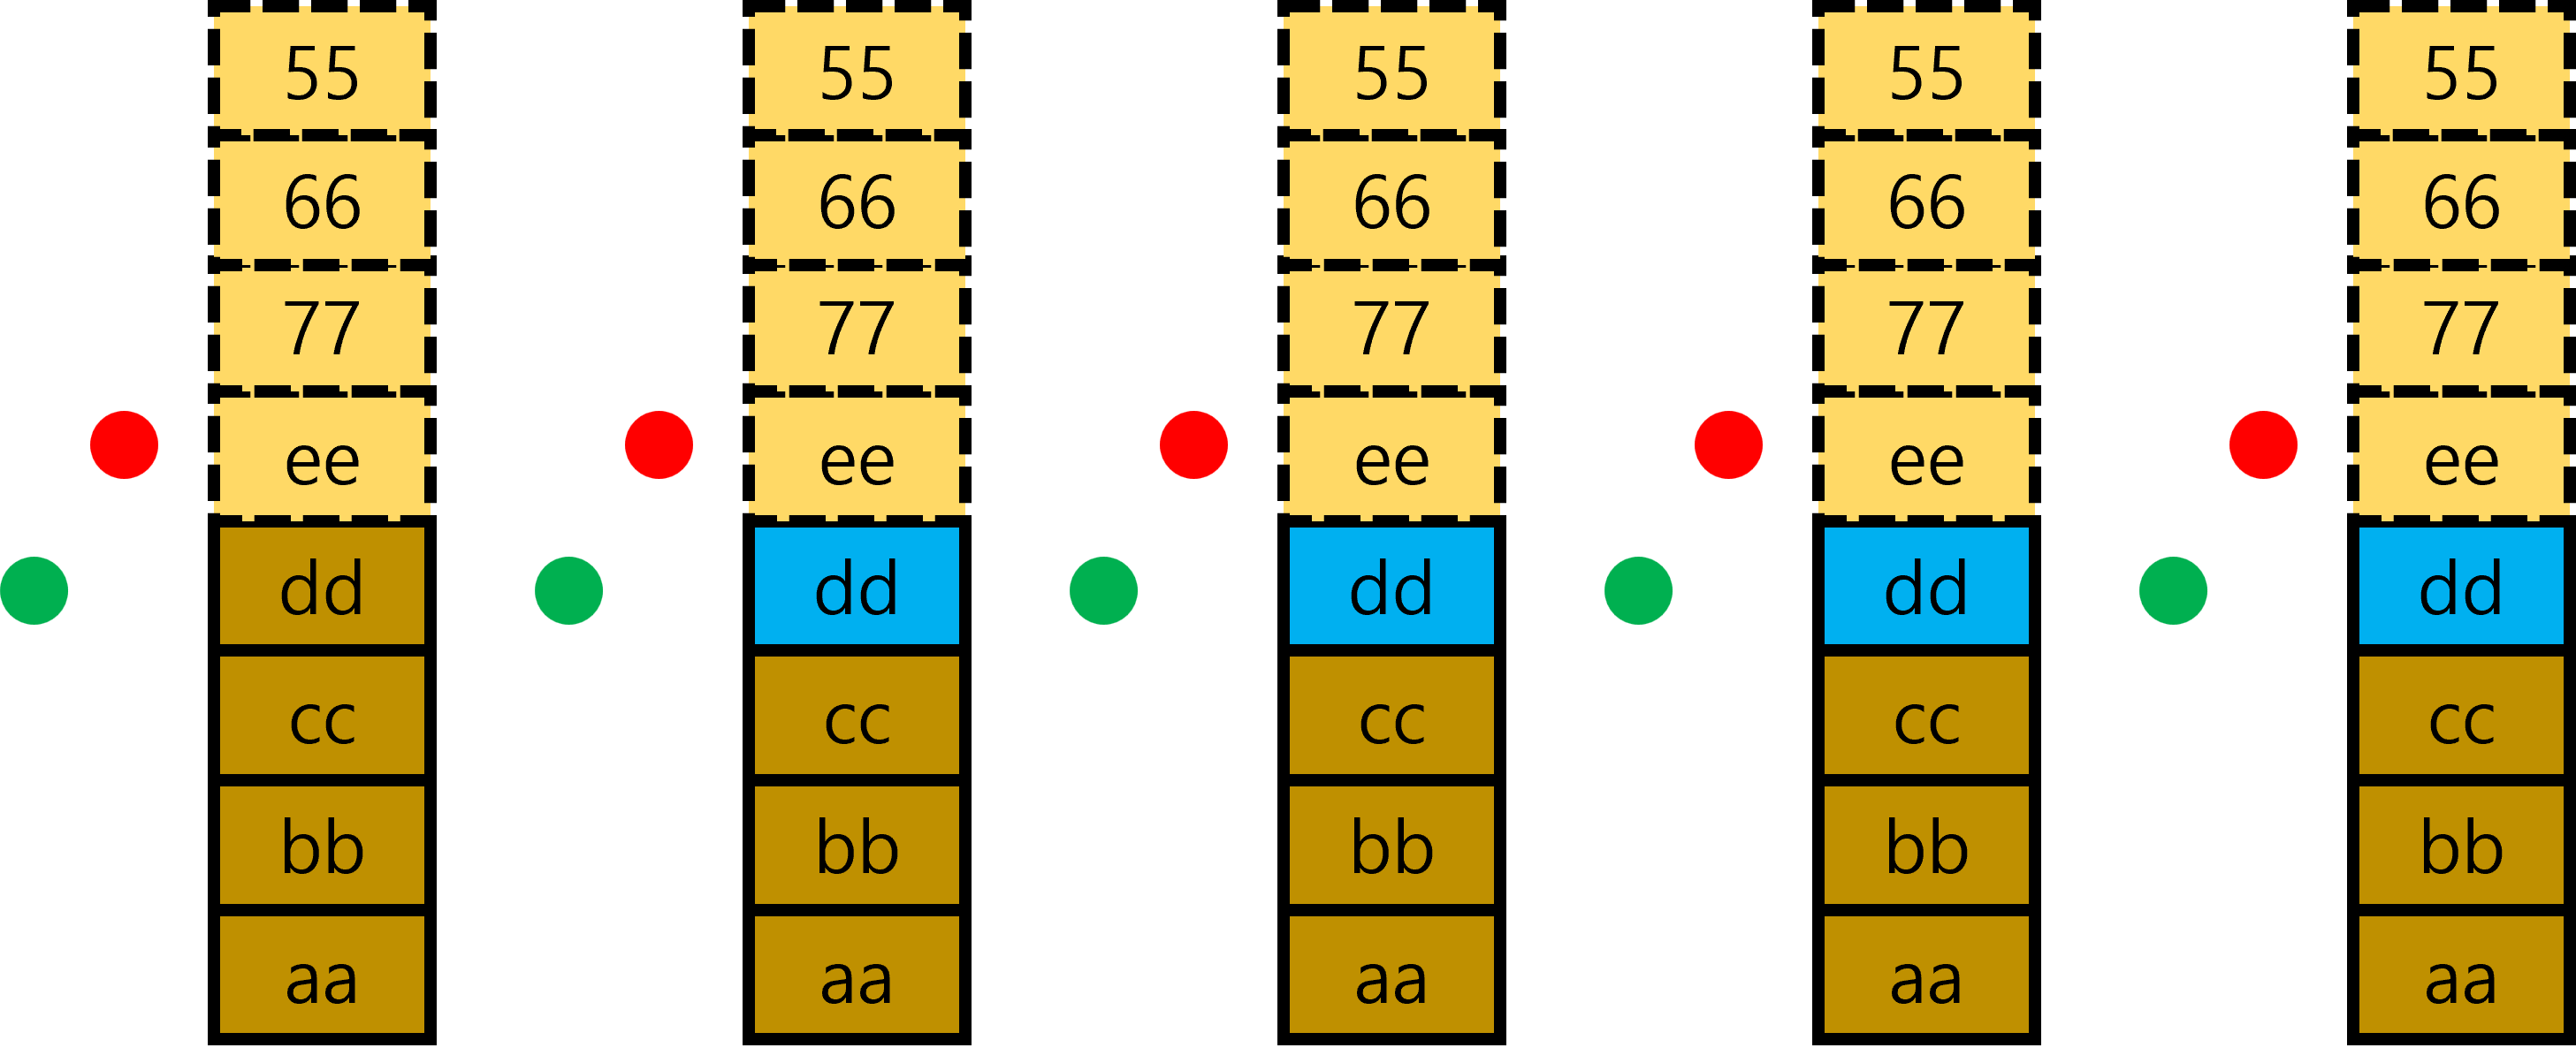 55 55 55 55 55
66 66 66 66 66
77 77 77 77 77
ee ee ee ee ee
dd dd dd dd dd
cc cc cc cc cc
bb bb bb bb bb
aa aa aa aa aa